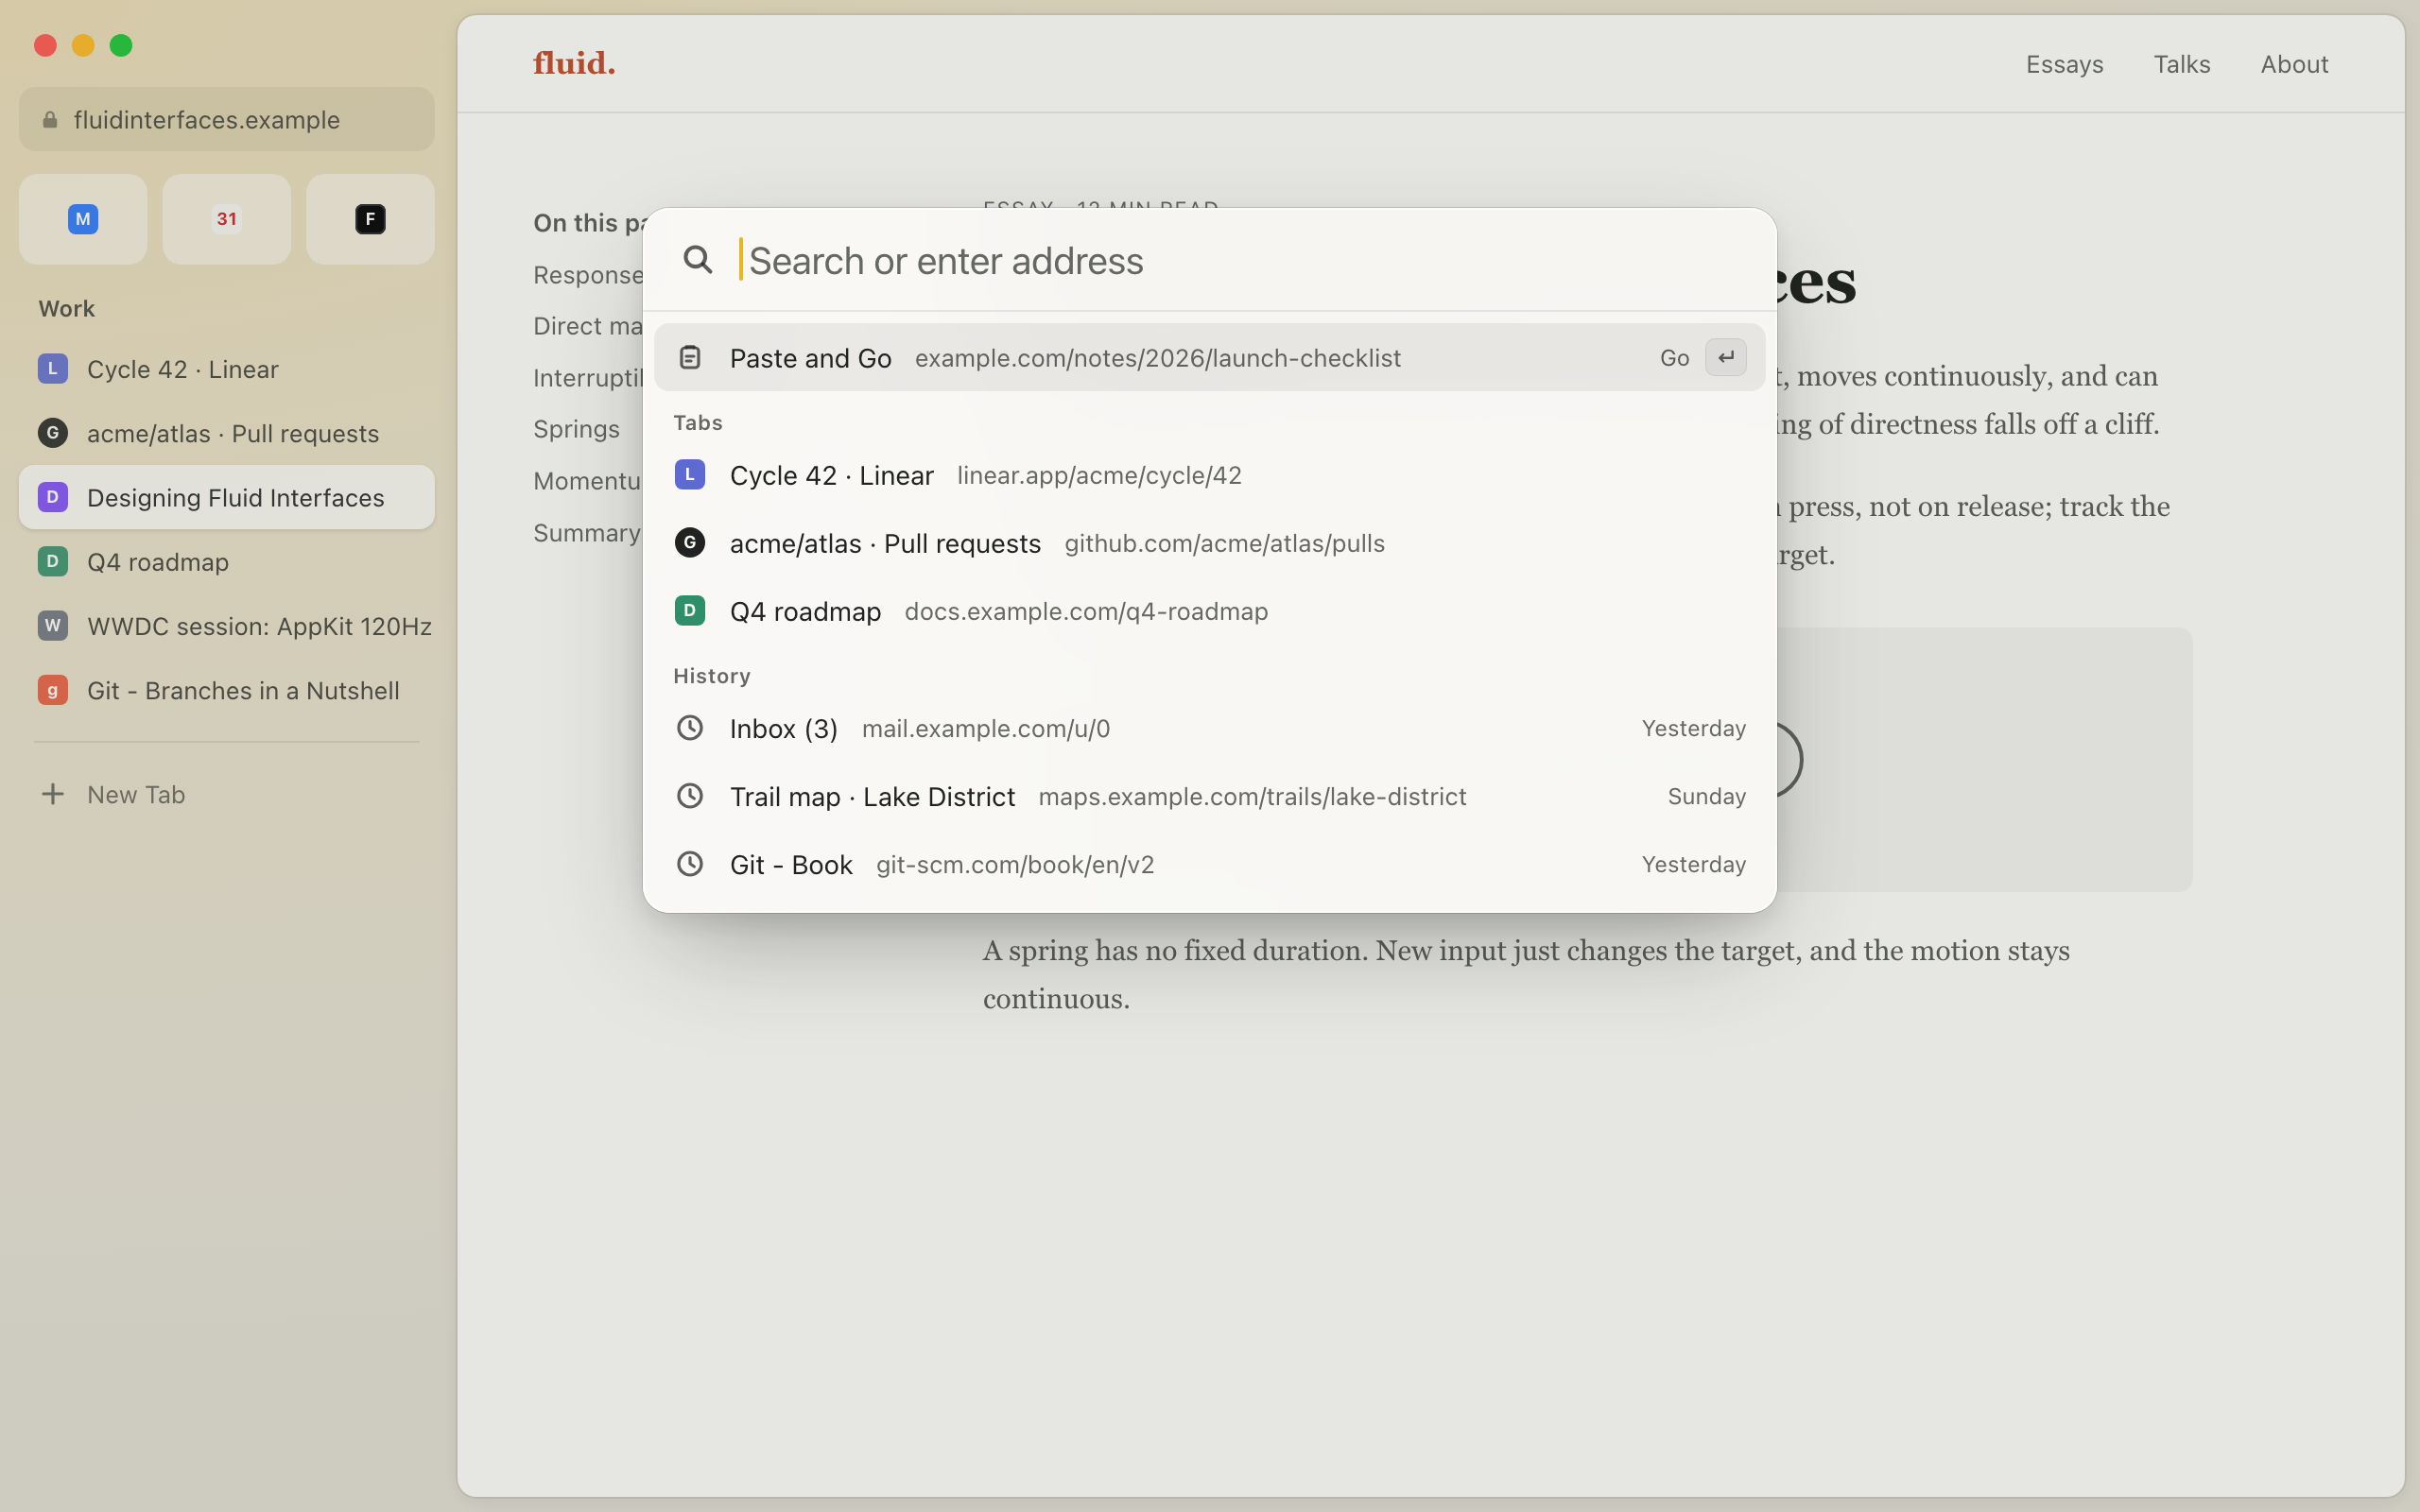 fluidinterfaces.example
M
31
F
Work
L Cycle 42 · Linear
G acme/atlas · Pull requests
D Designing Fluid Interfaces
D Q4 roadmap
W WWDC session: AppKit 120Hz
g Git - Branches in a Nutshell
New Tab
fluid.
Essays
Talks
About
On this
Response
Direct
Springs
Summary
ESSAY · 12 MIN READ
Search or enter address
Paste and Go example.com/notes/2026/launch-checklist Go
Tabs
L Cycle 42 · Linear linear.app/acme/cycle/42
G acme/atlas · Pull requests github.com/acme/atlas/pulls
D Q4 roadmap docs.example.com/q4-roadmap
History
Inbox (3) mail.example.com/u/0 Yesterday
Trail map · Lake District maps.example.com/trails/lake-district Sunday
Git - Book git-scm.com/book/en/v2 Yesterday
moves continuously, and can
of directness falls off a cliff.
press, not on release; track the
A spring has no fixed duration. New input just changes the target, and the motion stays
continuous.